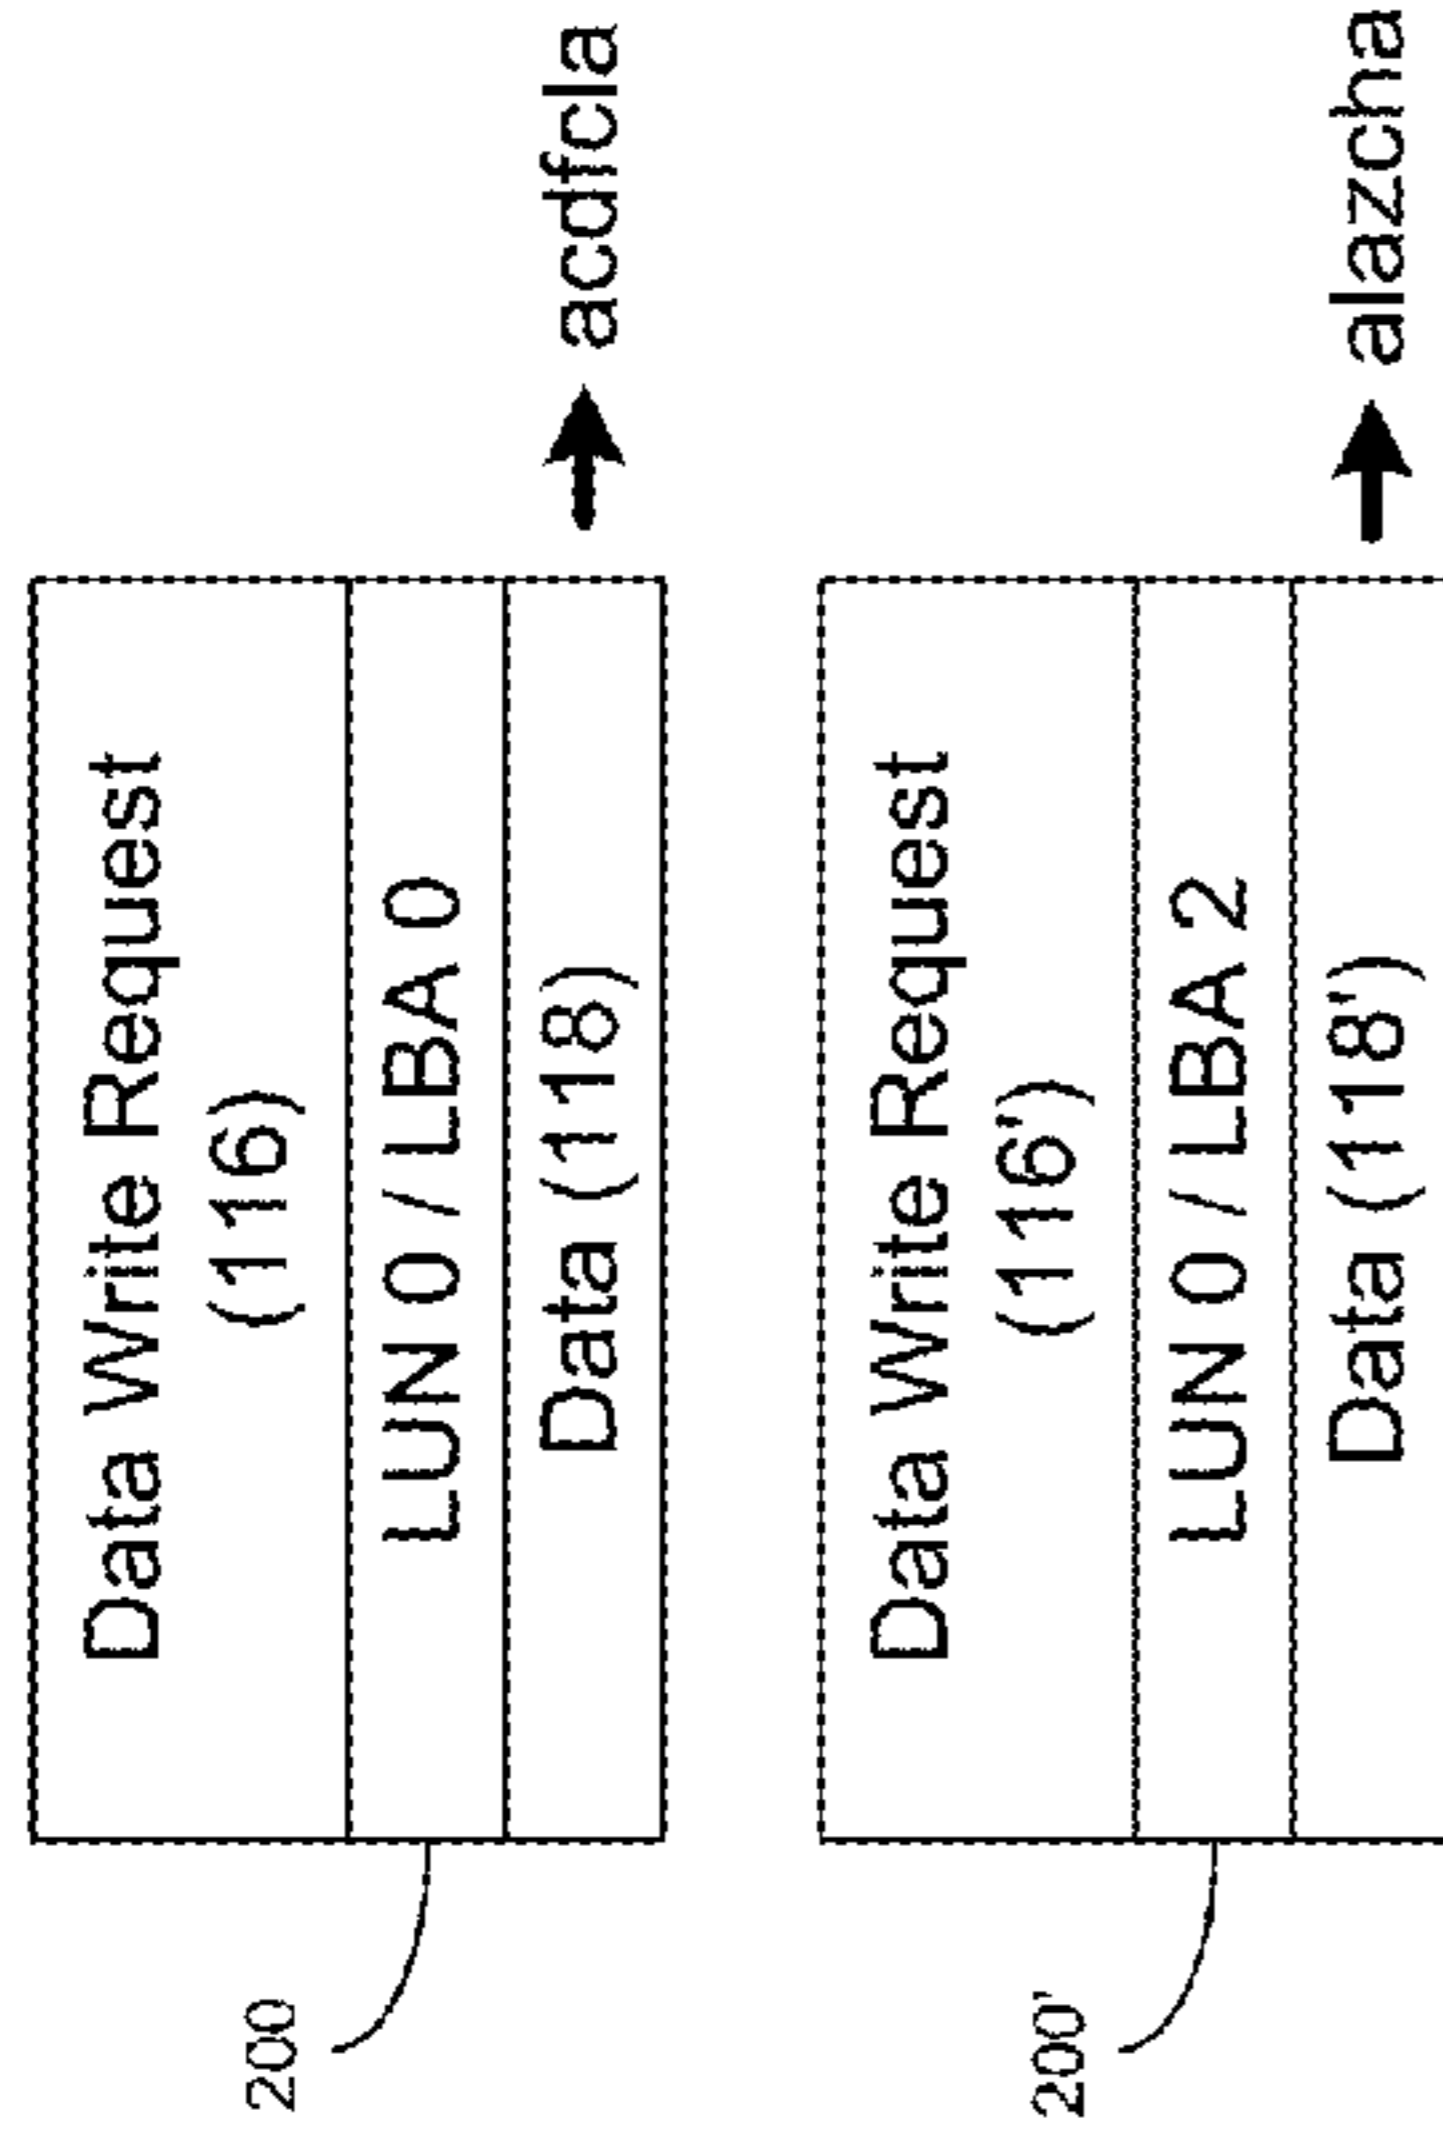 Data Write Request
(116)
200
LUN 0 / LBA 0
Data (118)
acdfcla
Data Write Request
(116')
200'
LUN 0 / LBA 2
Data (118')
alazcha